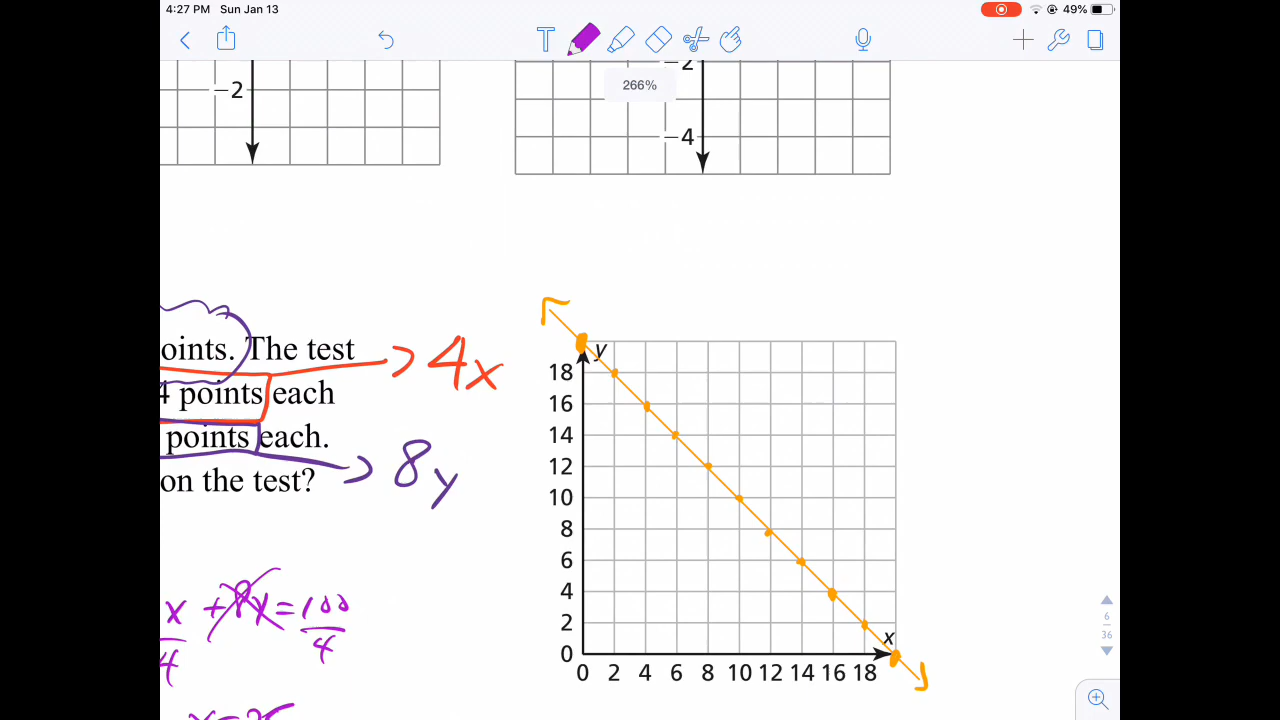 4:27 PM Sun Jan 13 49%
T
266%
−2
−2
−4
oints. The test
4 points each
points each.
on the test?
4x
8y
x + 8x = 100
4 4
y
18
16
14
12
10
8
6
4
2
0
x
0 2 4 6 8 10 12 14 16 18
6
36